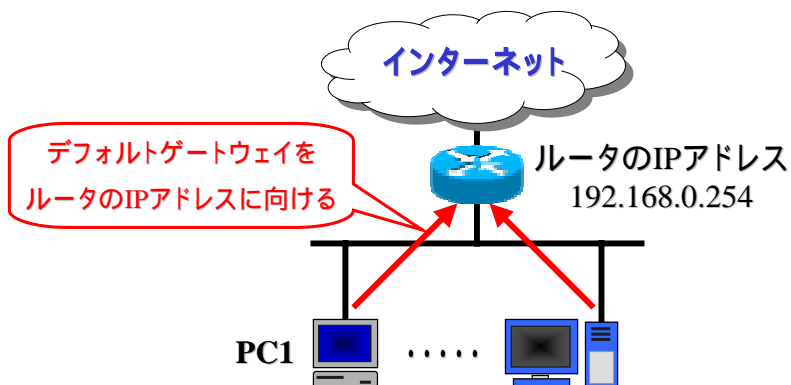 インターネット
デフォルトゲートウェイを
ルータのIPアドレスに向ける
ルータのIPアドレス
192.168.0.254
PC1
・・・・・